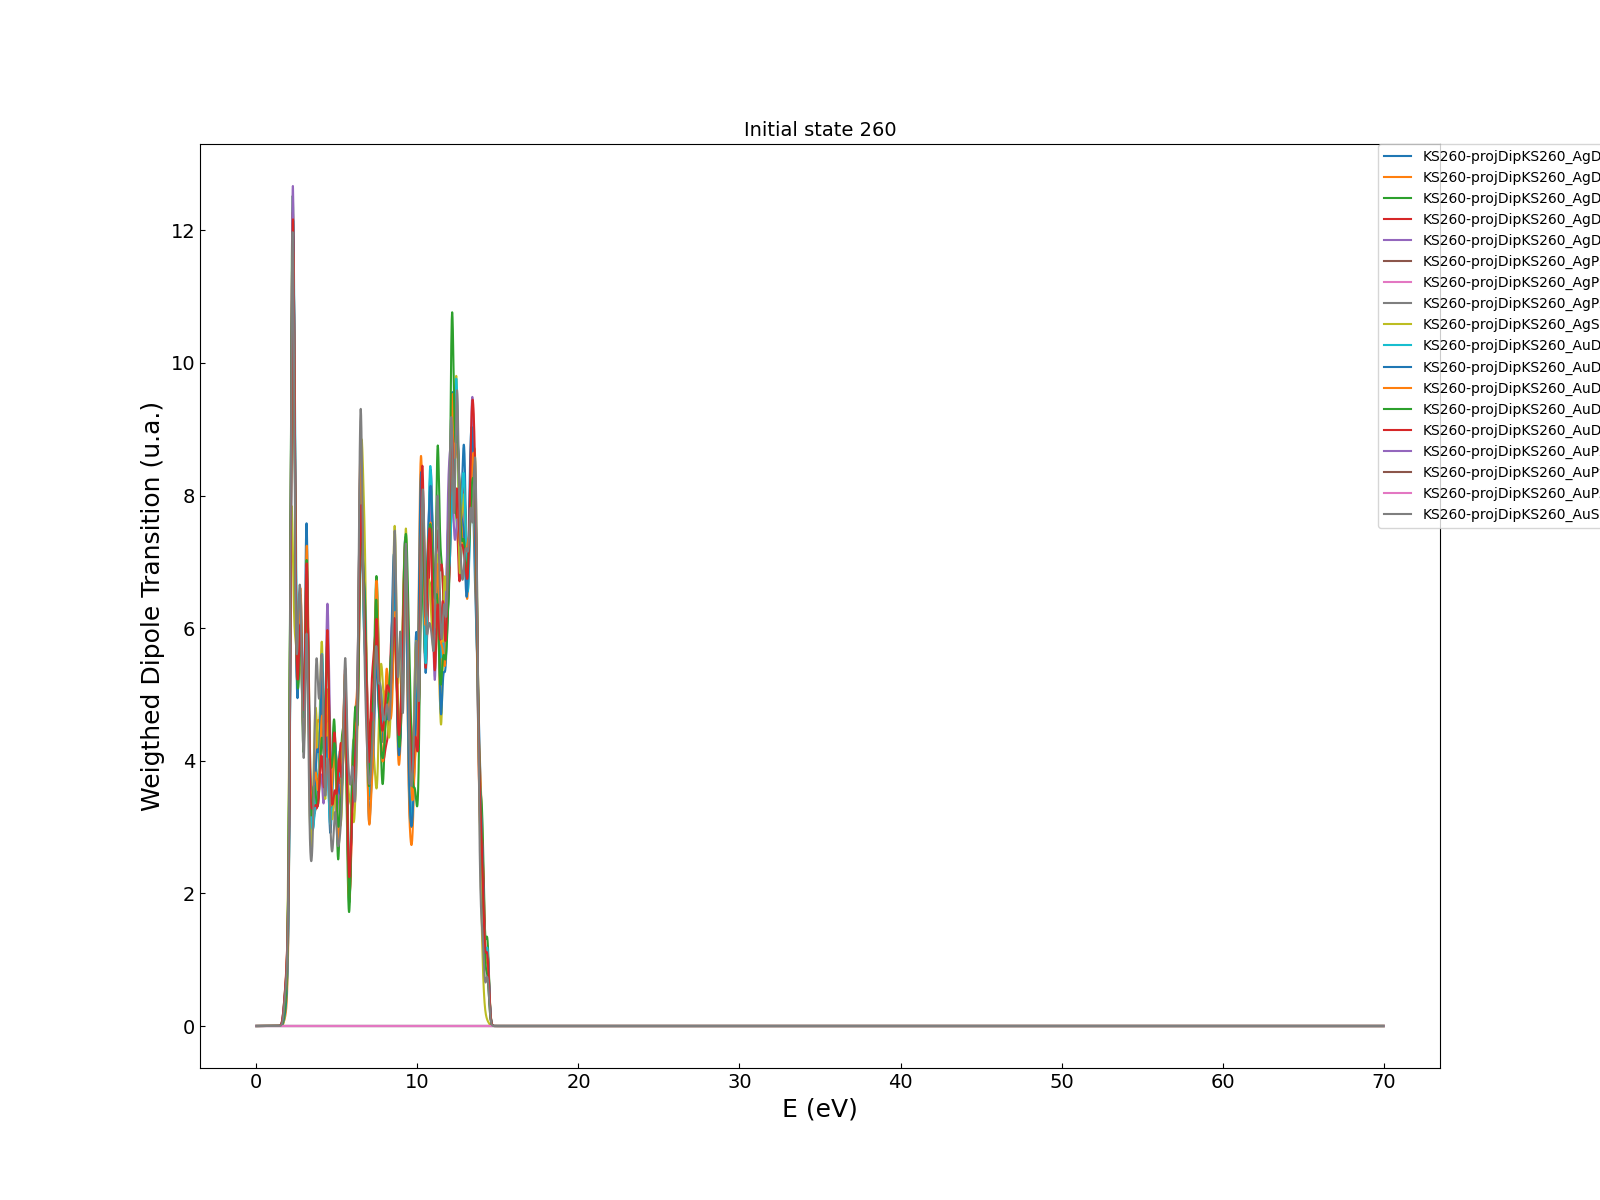 Initial state 260
Weigthed Dipole Transition (u.a.)
12
10
8
6
4
2
0
0 10 20 30 40 50 60 70
E (eV)
KS260-projDipKS260_AgD
KS260-projDipKS260_AgD
KS260-projDipKS260_AgD
KS260-projDipKS260_AgD
KS260-projDipKS260_AgD
KS260-projDipKS260_AgP
KS260-projDipKS260_AgP
KS260-projDipKS260_AgP
KS260-projDipKS260_AgS
KS260-projDipKS260_AuD
KS260-projDipKS260_AuD
KS260-projDipKS260_AuD
KS260-projDipKS260_AuD
KS260-projDipKS260_AuD
KS260-projDipKS260_AuP
KS260-projDipKS260_AuP
KS260-projDipKS260_AuP
KS260-projDipKS260_AuS